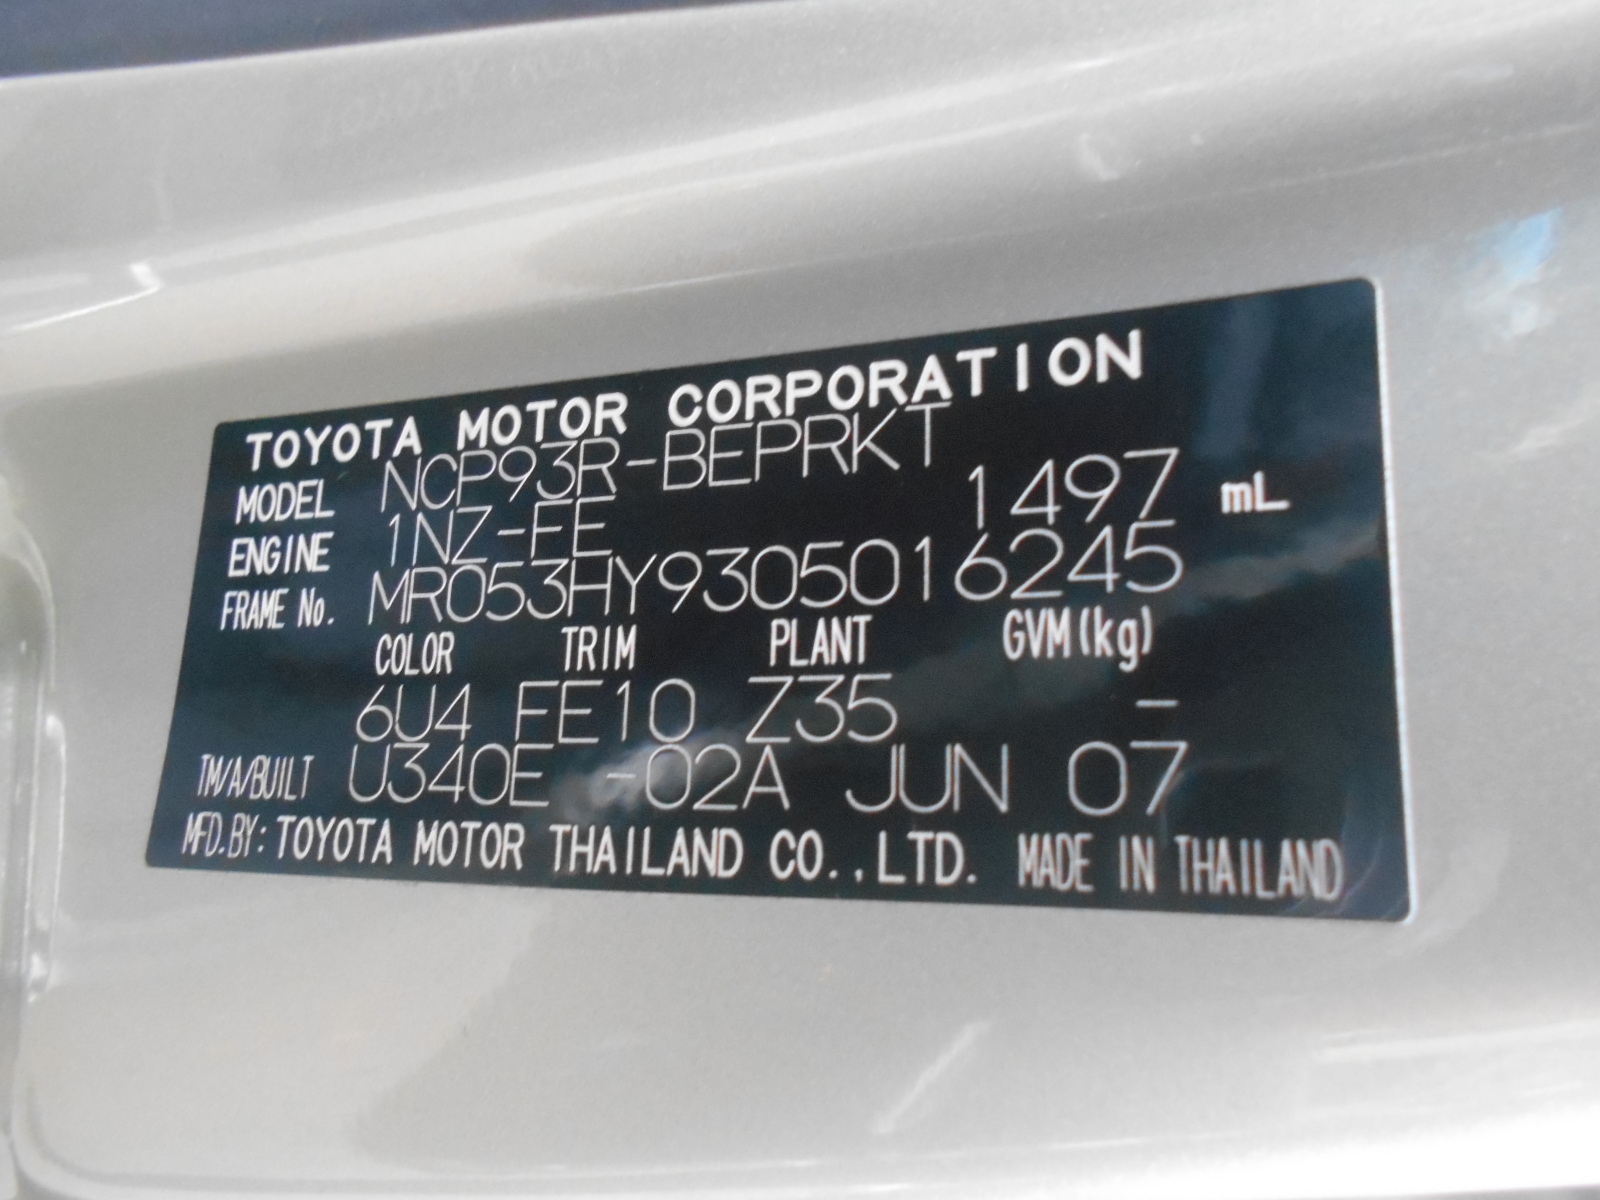 TOYOTA MOTOR CORPORATION
MODEL NCP93R-BEPRKT
ENGINE 1NZ-FE 1497 mL
FRAME No. MR053HY9305016245
COLOR TRIM PLANT GVM(kg)
6U4 FE10 Z35 -
TM/A/BUILT U340E -02A JUN 07
MFD.BY: TOYOTA MOTOR THAILAND CO.,LTD. MADE IN THAILAND